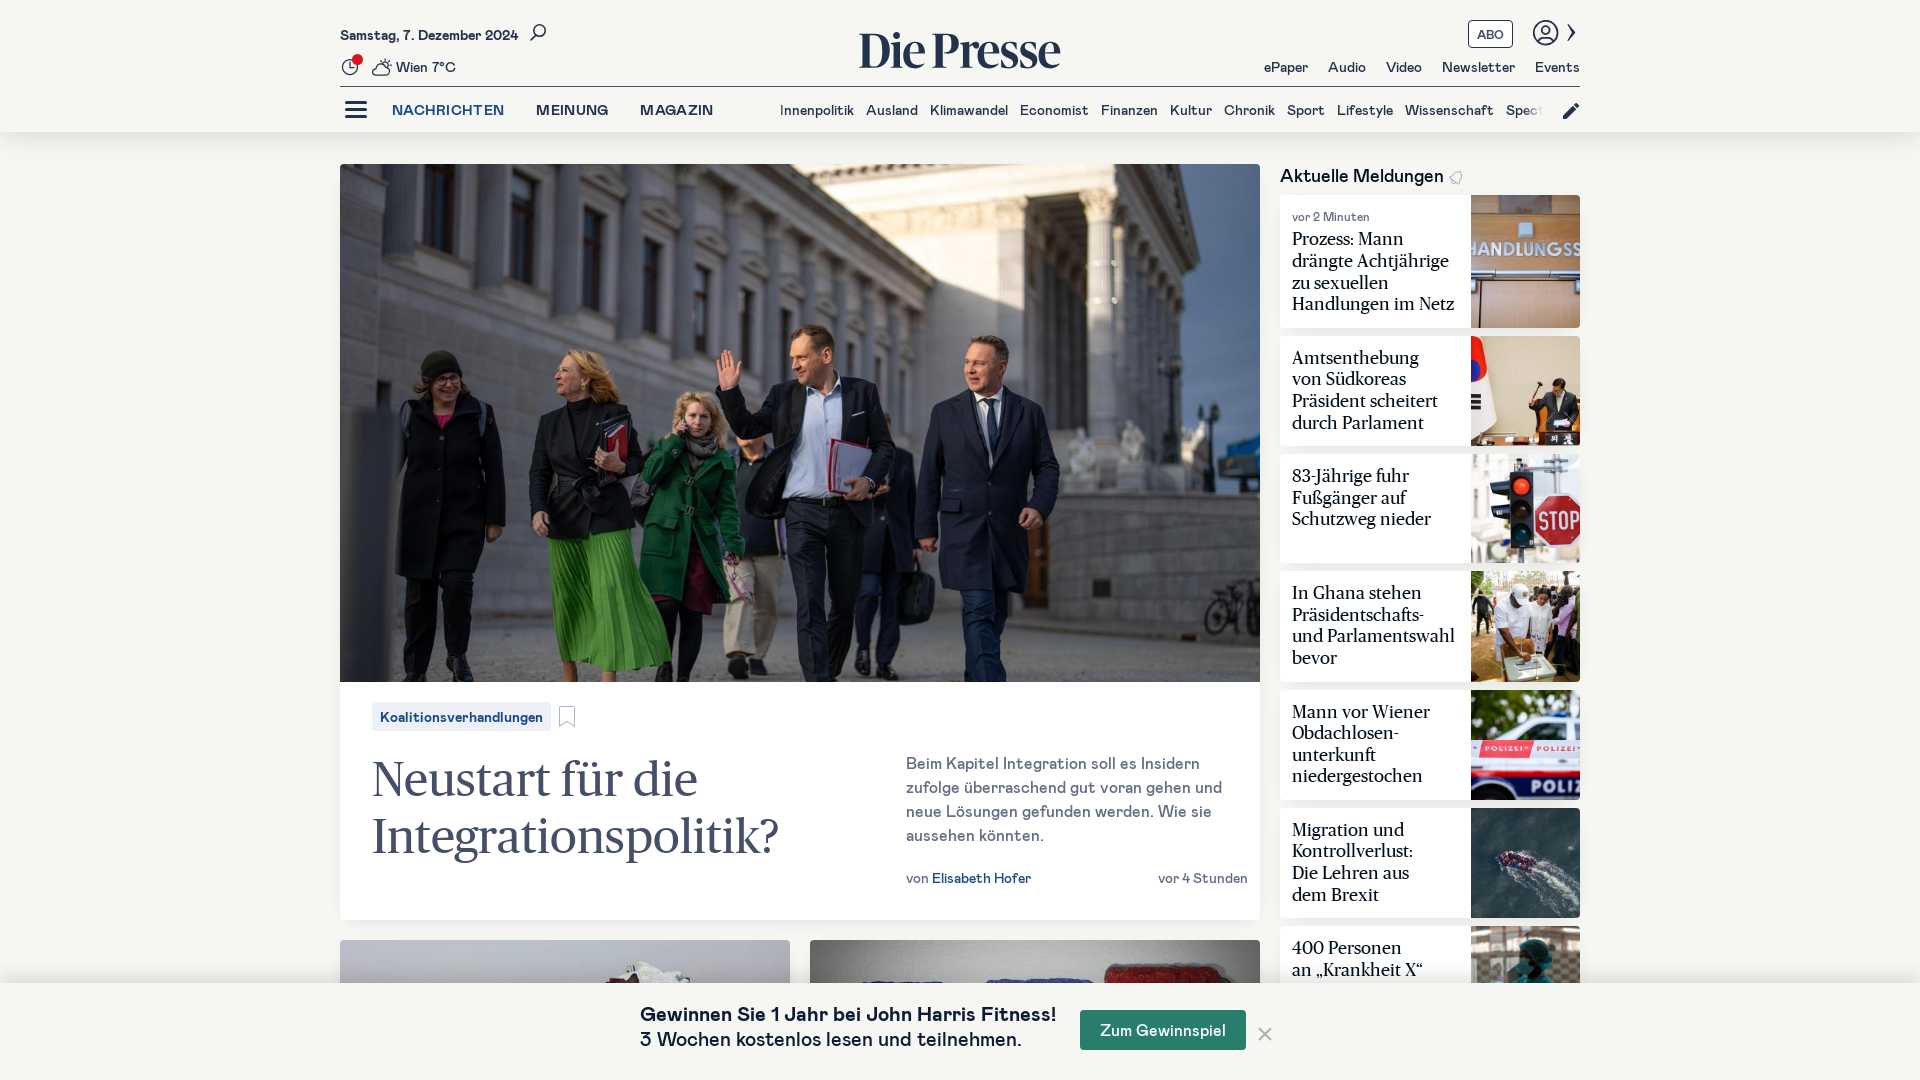 Samstag, 7. Dezember 2024
Wien 7°C
Die Presse
ABO
ePaper Audio Video Newsletter Events
NACHRICHTEN MEINUNG MAGAZIN
Innenpolitik Ausland Klimawandel Economist Finanzen Kultur Chronik Sport Lifestyle Wissenschaft Spect
Koalitionsverhandlungen
Neustart für die
Integrationspolitik?
Beim Kapitel Integration soll es Insidern
zufolge überraschend gut voran gehen und
neue Lösungen gefunden werden. Wie sie
aussehen könnten.
von Elisabeth Hofer
vor 4 Stunden
Aktuelle Meldungen
vor 2 Minuten
Prozess: Mann
drängte Achtjährige
zu sexuellen
Handlungen im Netz
HANDLUNGSS
Amtsenthebung
von Südkoreas
Präsident scheitert
durch Parlament
83-Jährige fuhr
Fußgänger auf
Schutzweg nieder
STOP
In Ghana stehen
Präsidentschafts-
und Parlamentswahl
bevor
Mann vor Wiener
Obdachlosen-
unterkunft
niedergestochen
POLIZEI POLIZEI
POLIZ
Migration und
Kontrollverlust:
Die Lehren aus
dem Brexit
400 Personen
an „Krankheit X“
Gewinnen Sie 1 Jahr bei John Harris Fitness!
3 Wochen kostenlos lesen und teilnehmen.
Zum Gewinnspiel